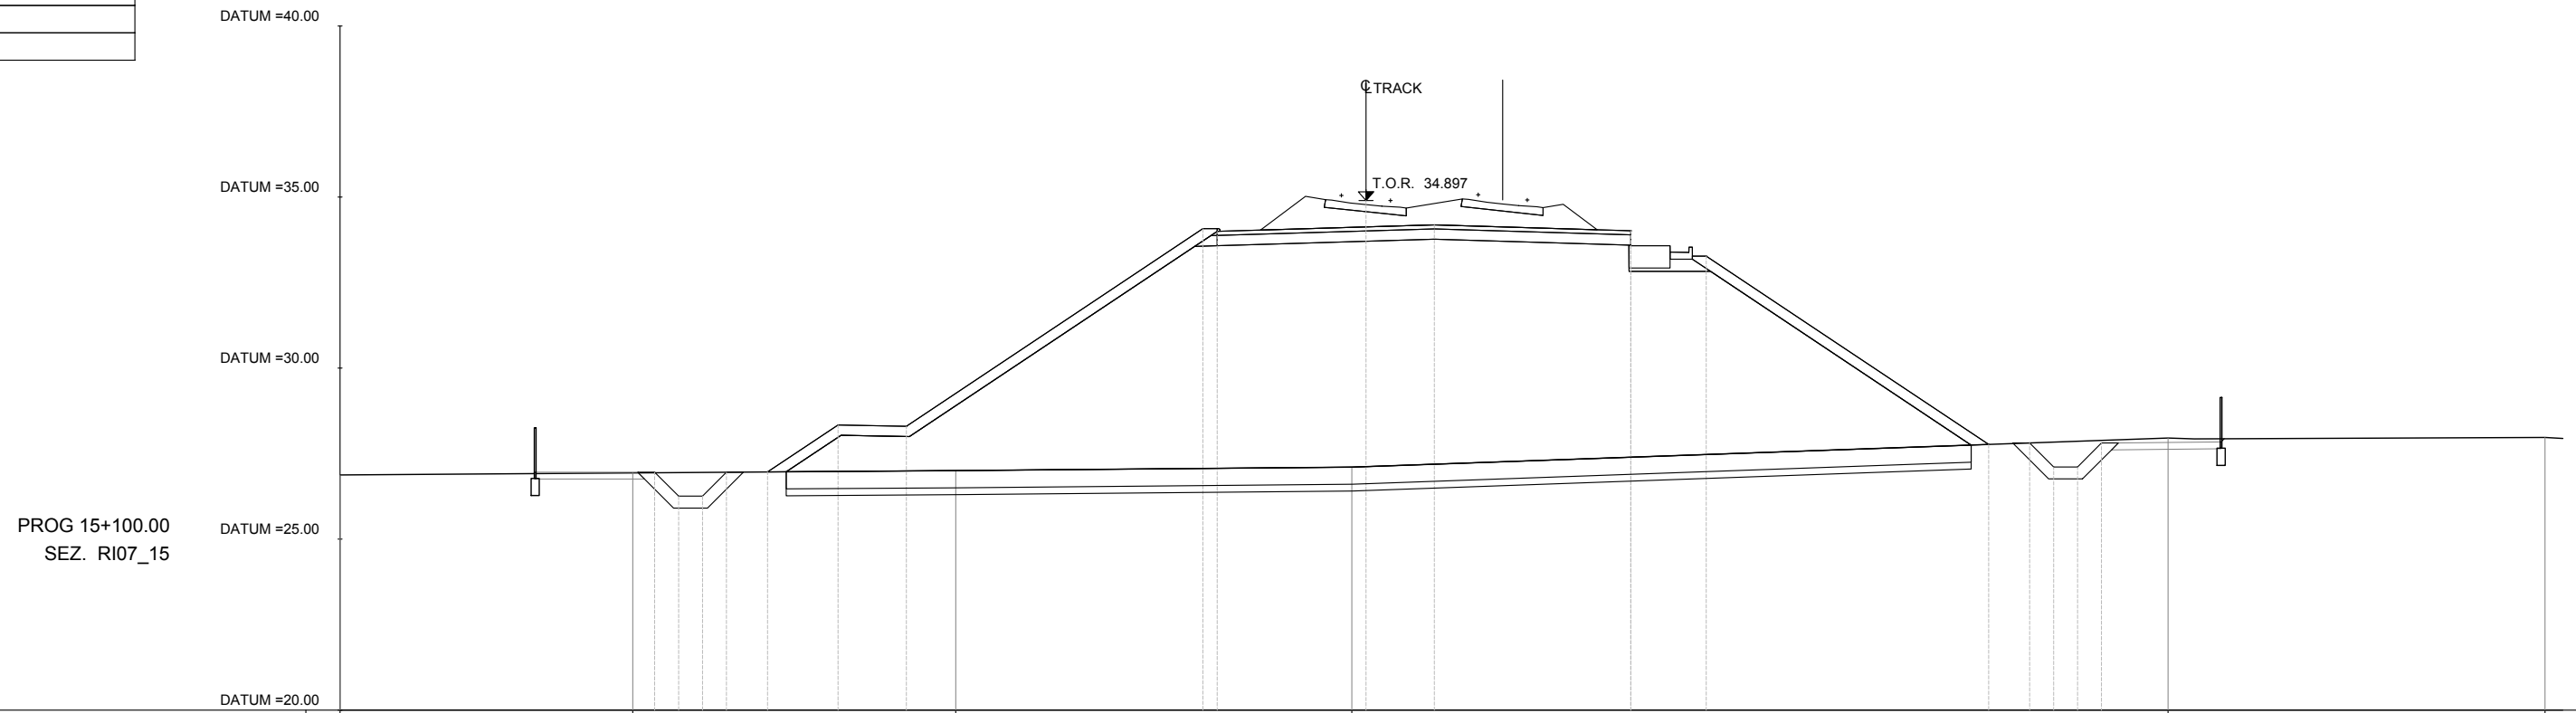 DATUM =40.00
℄ TRACK
DATUM =35.00
T.O.R. 34.897
DATUM =30.00
PROG 15+100.00
DATUM =25.00
SEZ. RI07_15
DATUM =20.00